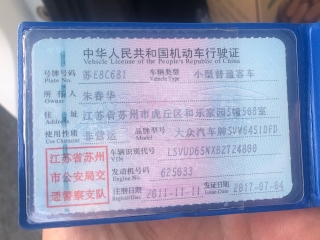 中华人民共和国机动车行驶证
Vehicle License of the People's Republic of China
号牌号码 苏E8C681 车辆类型 小型普通客车
Plate No. Vehicle Type
所有人 朱春华
Owner
住址 江苏省苏州市虎丘区和乐家园5幢508室
Address
使用性质 非营运 品牌型号 大众汽车牌SVW6451DFD
Use Character Model
江苏省苏州市公安局交通警察支队
车辆识别代号 LSVUD65NXB2724800
VIN
发动机号码 625033
Engine No.
注册日期 2011-11-11 发证日期 2017-07-04
Register Date Issue Date